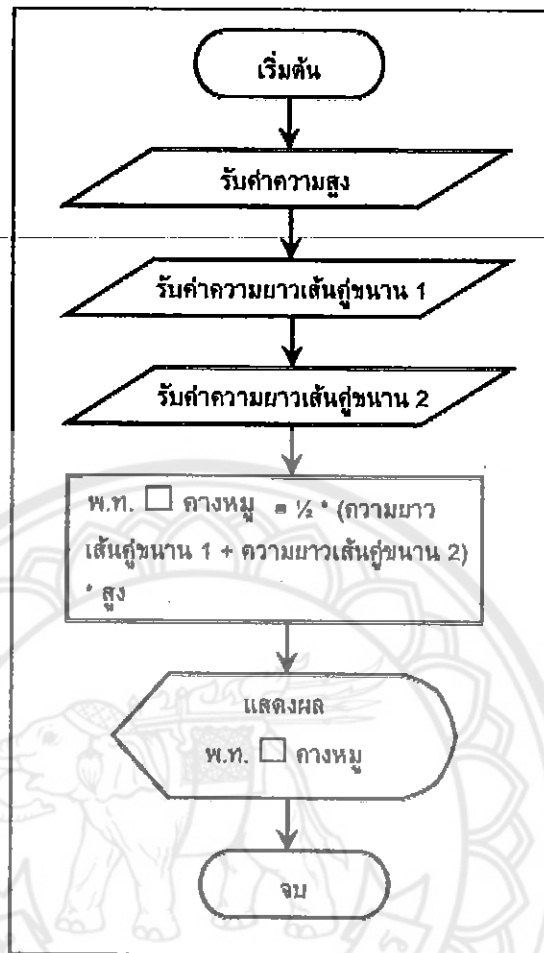 เริ่มต้น
รับค่าความสูง
รับค่าความยาวเส้นคู่ขนาน 1
รับค่าความยาวเส้นคู่ขนาน 2
พ.ท. □ คางหมู = ½ * (ความยาว
เส้นคู่ขนาน 1 + ความยาวเส้นคู่ขนาน 2)
* สูง
แสดงผล
พ.ท. □ คางหมู
จบ